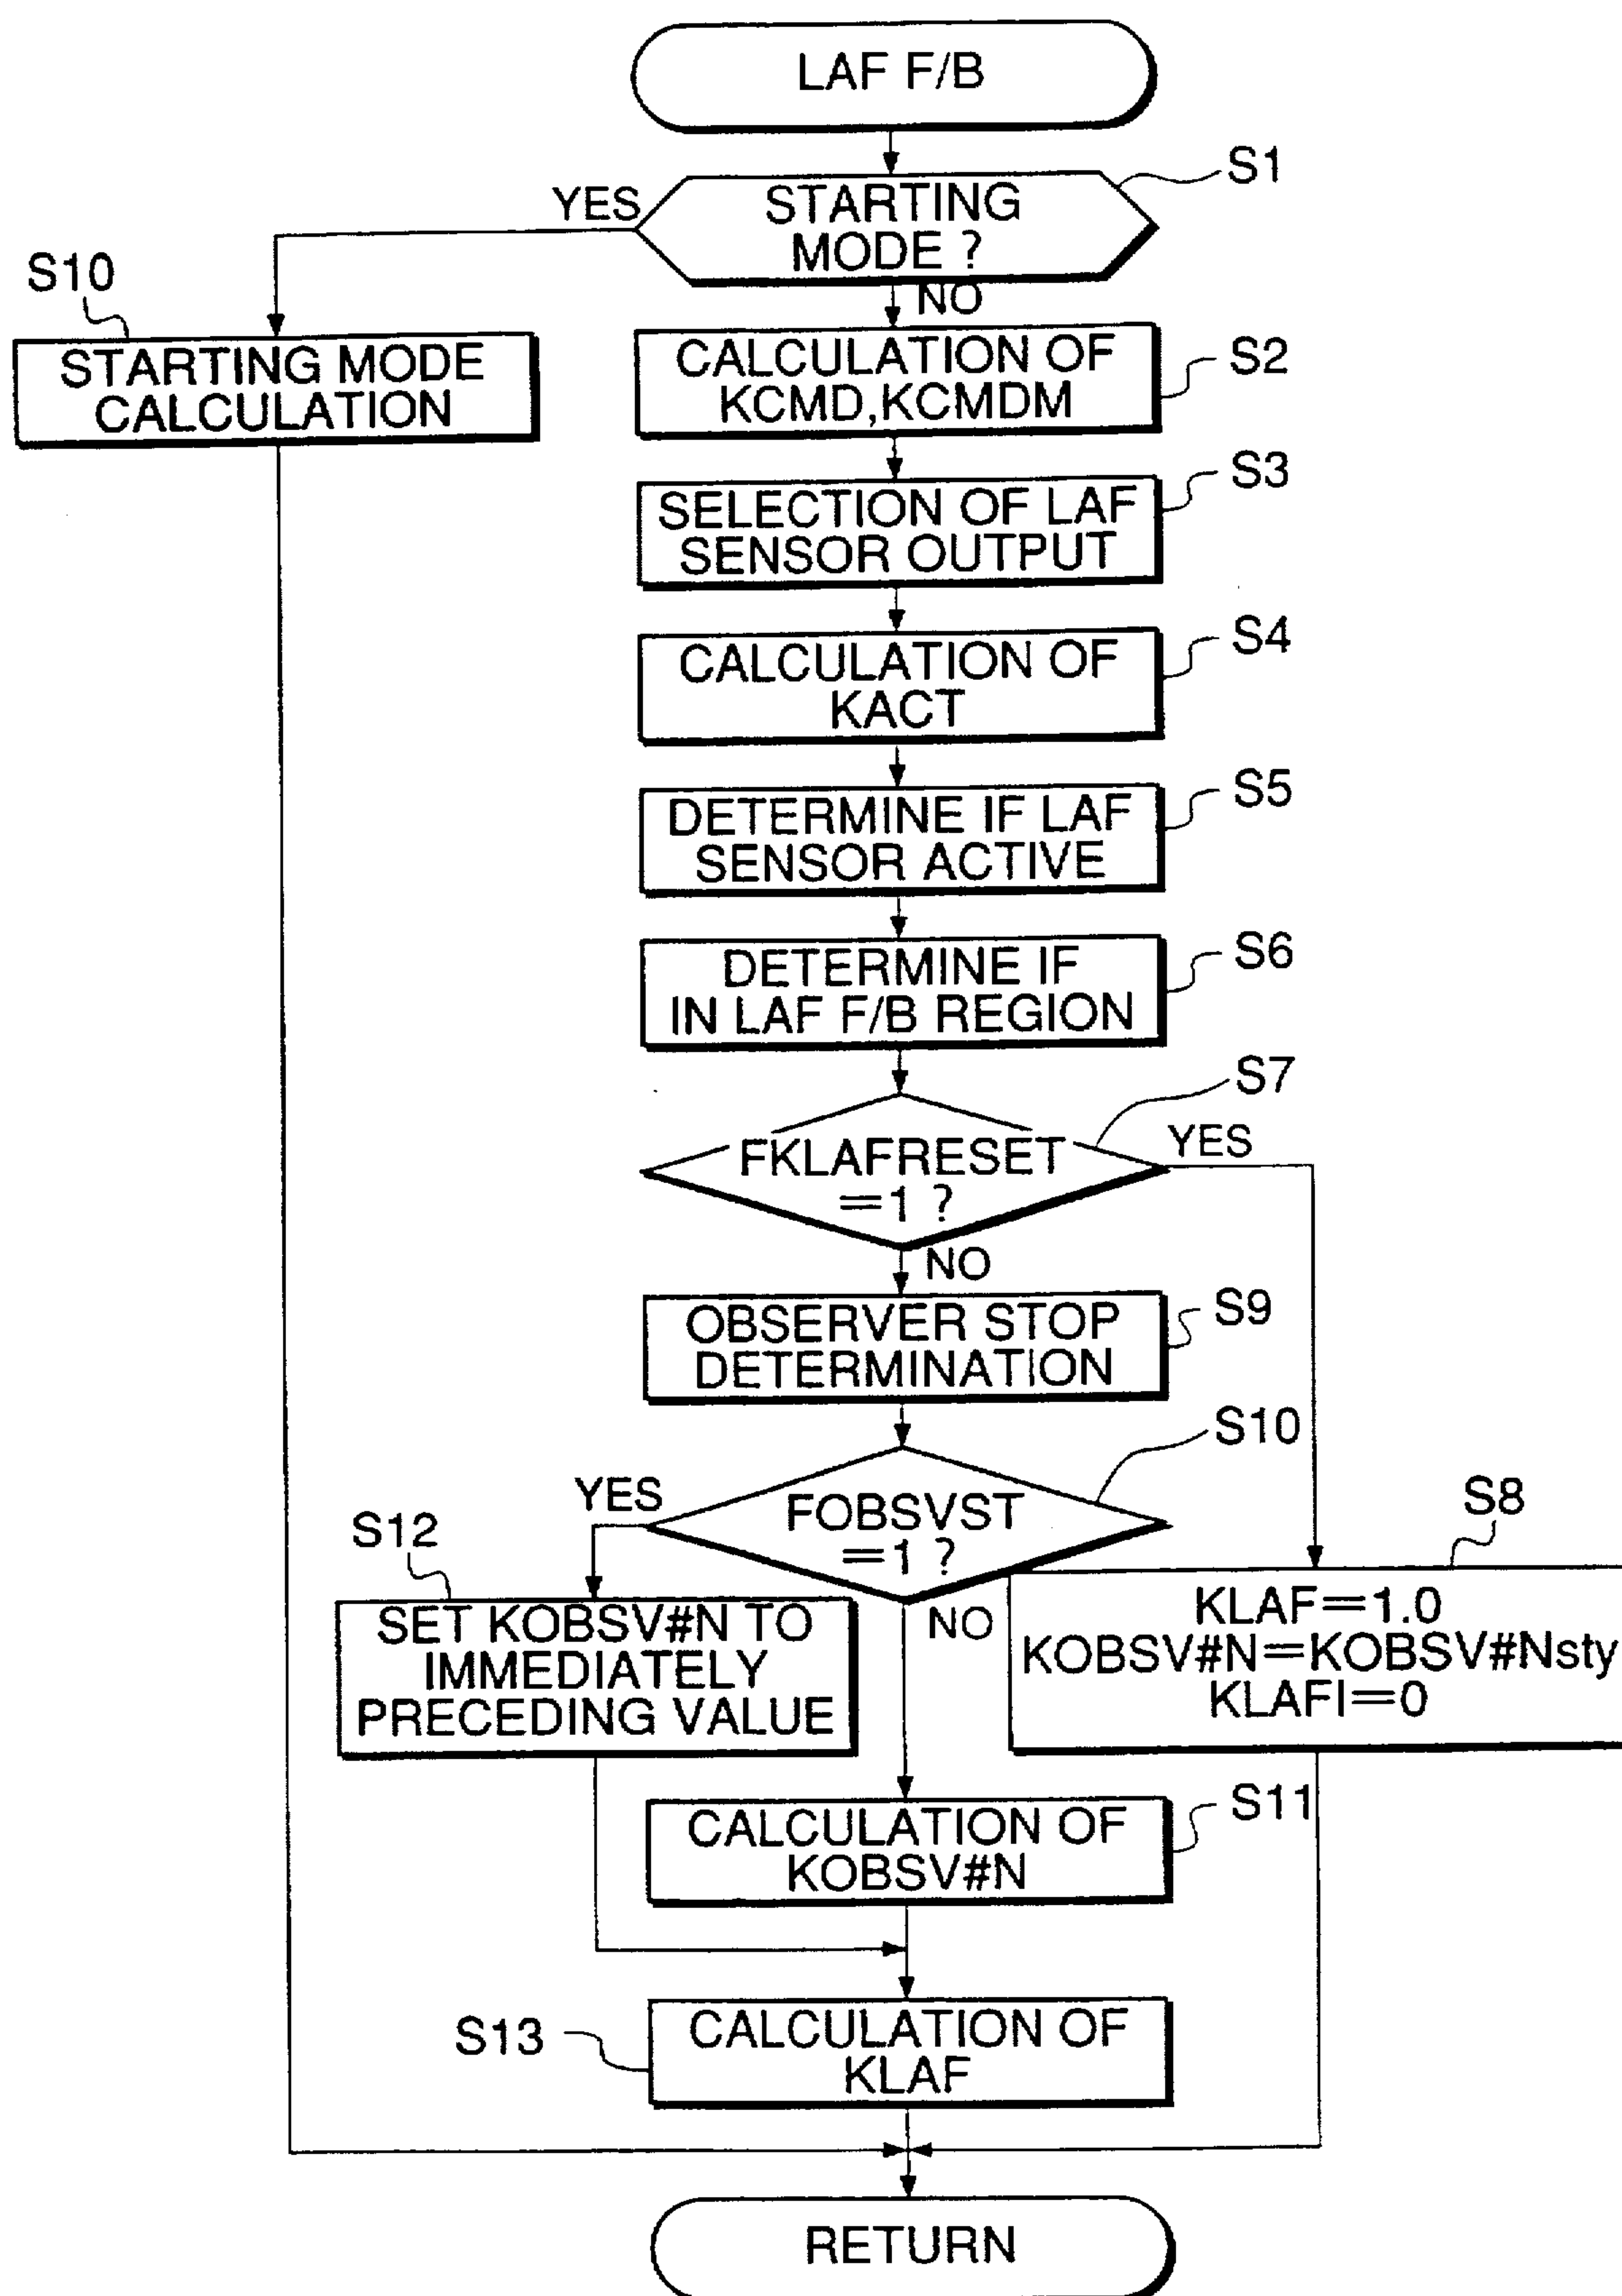 LAF F/B
S1
YES
STARTING
MODE ?
NO
S10
STARTING MODE
CALCULATION
CALCULATION OF
KCMD,KCMDM
S2
SELECTION OF LAF
SENSOR OUTPUT
S3
CALCULATION OF
KACT
S4
DETERMINE IF LAF
SENSOR ACTIVE
S5
DETERMINE IF
IN LAF F/B REGION
S6
S7
FKLAFRESET
=1 ?
YES
NO
OBSERVER STOP
DETERMINATION
S9
S10
YES
FOBSVST
=1 ?
NO
S12
SET KOBSV#N TO
IMMEDIATELY
PRECEDING VALUE
S8
KLAF=1.0
KOBSV#N=KOBSV#Nsty
KLAFI=0
CALCULATION OF
KOBSV#N
S11
S13
CALCULATION OF
KLAF
RETURN